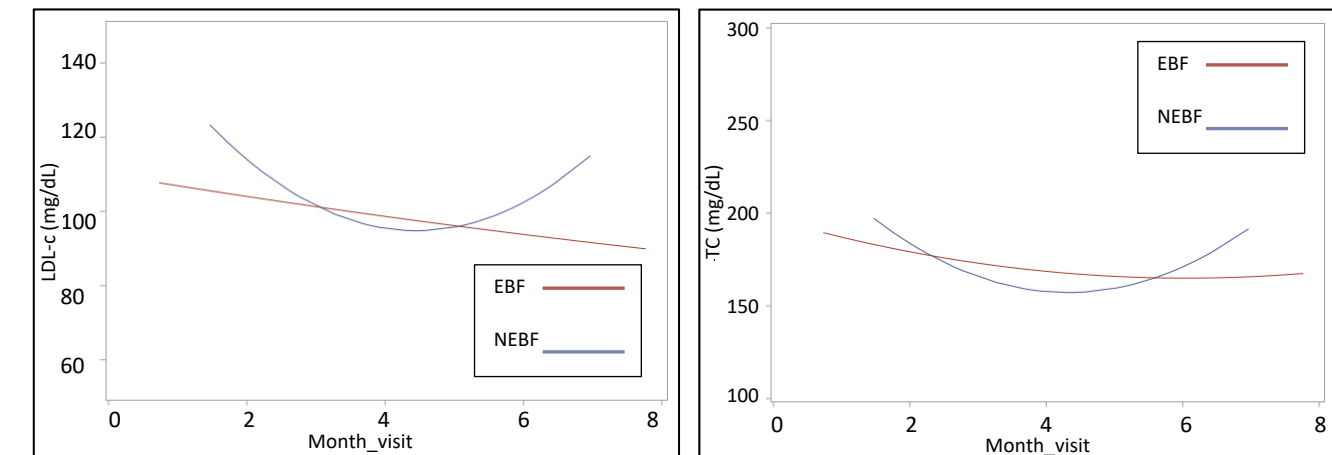 140
120
100
80
60
LDL-c (mg/dL)
EBF
NEBF
0 2 4 6 8
Month_visit
300
250
200
150
100
TC (mg/dL)
EBF
NEBF
0 2 4 6 8
Month_visit